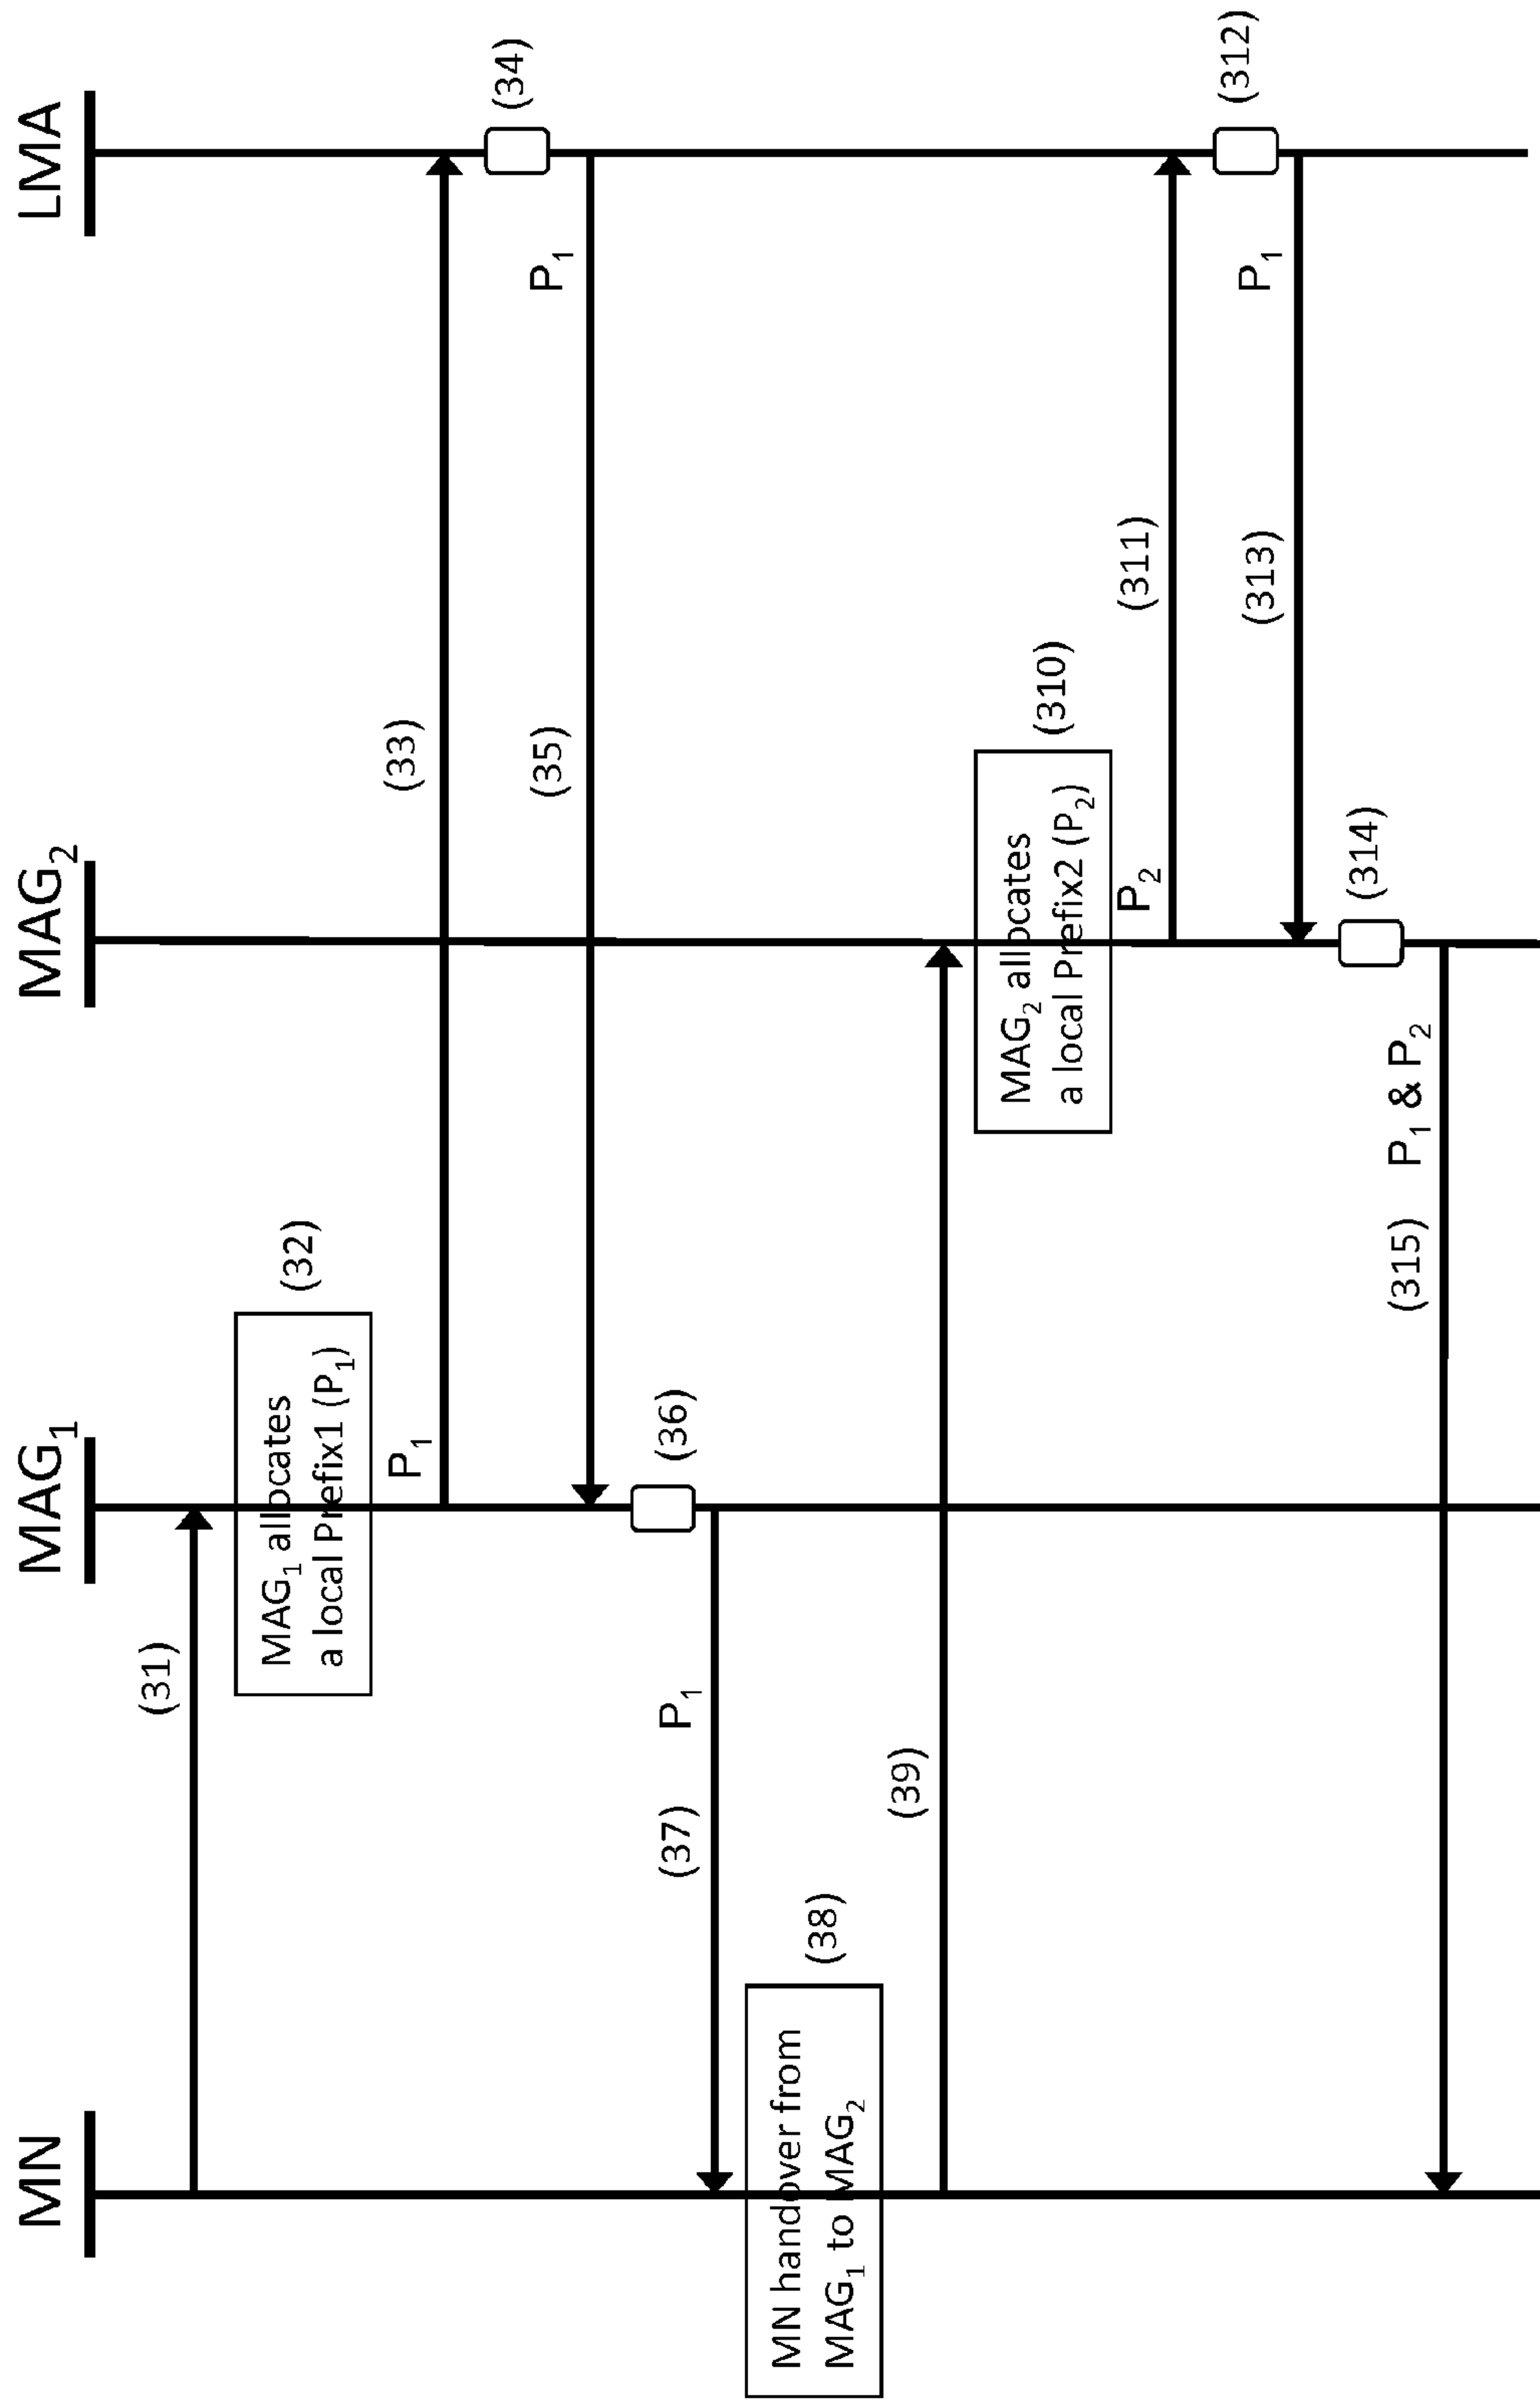 MN
MAG₁
MAG₂
LMA
(31)
MAG₁ allocates
a local Prefix1 (P₁)
(32)
P₁
(33)
(34)
(35)
P₁
(36)
(37)
P₁
MN handover from
MAG₁ to MAG₂
(38)
(39)
MAG₂ allocates
a local Prefix2 (P₂)
(310)
P₂
(311)
(312)
(313)
P₁
(314)
(315)
P₁ & P₂